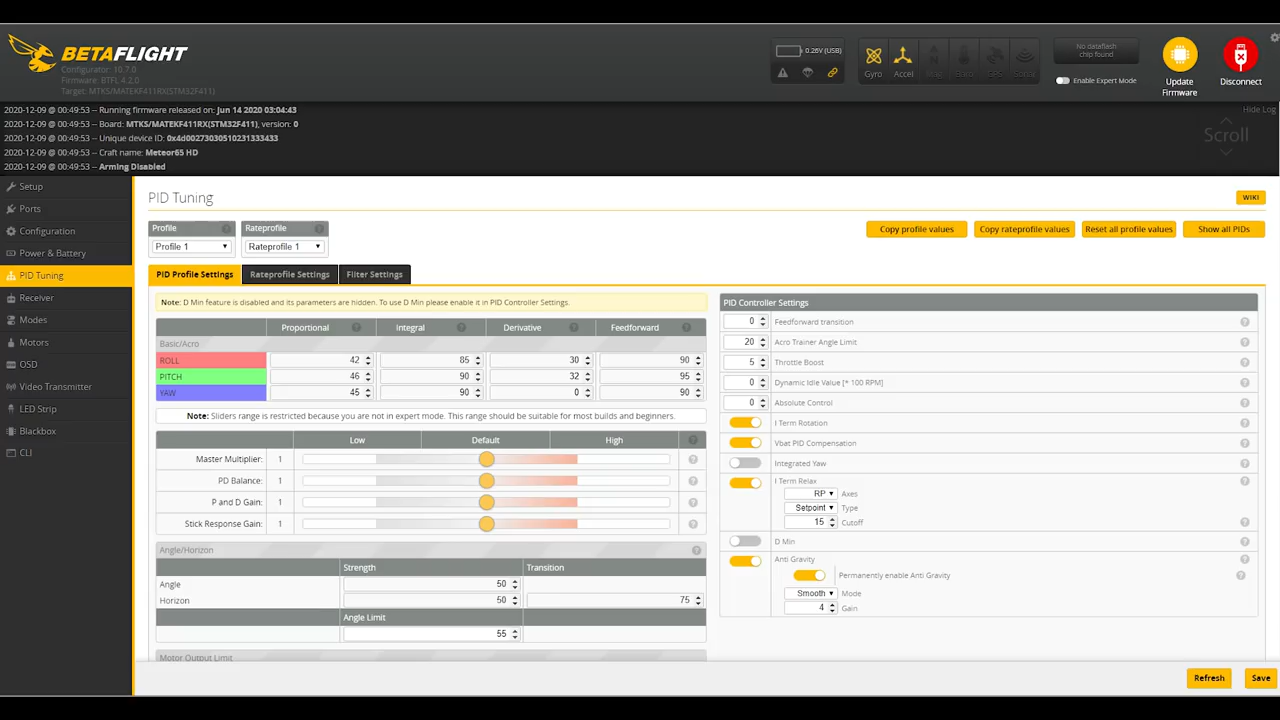 BETAFLIGHT
Configurator: 10.7.0
Firmware: BTFL 4.2.0
Target: MTKS/MATEKF411RX(STM32F411)
0.26V (USB)
Gyro
Accel
No dataflash
chip found
Enable Expert Mode
Update
Firmware
Disconnect
2020-12-09 @ 00:49:53 -- Running firmware released on: Jun 14 2020 03:04:43
2020-12-09 @ 00:49:53 -- Board: MTKS/MATEKF411RX(STM32F411), version: 0
2020-12-09 @ 00:49:53 -- Unique device ID: 0x4d00273030510231333433
2020-12-09 @ 00:49:53 -- Craft name: Meteor65 HD
2020-12-09 @ 00:49:53 -- Arming Disabled
Hide Log
Scroll
Setup
Ports
Configuration
Power & Battery
PID Tuning
Receiver
Modes
Motors
OSD
Video Transmitter
LED Strip
Blackbox
CLI
PID Tuning
WIKI
Profile
Rateprofile
Profile 1
Rateprofile 1
Copy profile values
Copy rateprofile values
Reset all profile values
Show all PIDs
PID Profile Settings
Rateprofile Settings
Filter Settings
Note: D Min feature is disabled and its parameters are hidden. To use D Min please enable it in PID Controller Settings.
Proportional Integral Derivative Feedforward
Basic/Acro
ROLL 42 85 30 90
PITCH 46 90 32 95
YAW 45 90 0 90
Note: Sliders range is restricted because you are not in expert mode. This range should be suitable for most builds and beginners.
Low Default High
Master Multiplier: 1
PD Balance: 1
P and D Gain: 1
Stick Response Gain: 1
Angle/Horizon
Strength Transition
Angle 50
Horizon 50 75
Angle Limit
55
Motor Output Limit
PID Controller Settings
0 Feedforward transition
20 Acro Trainer Angle Limit
5 Throttle Boost
0 Dynamic Idle Value [* 100 RPM]
0 Absolute Control
I Term Rotation
Vbat PID Compensation
Integrated Yaw
I Term Relax
RP Axes
Setpoint Type
15 Cutoff
D Min
Anti Gravity
Permanently enable Anti Gravity
Smooth Mode
4 Gain
Refresh
Save